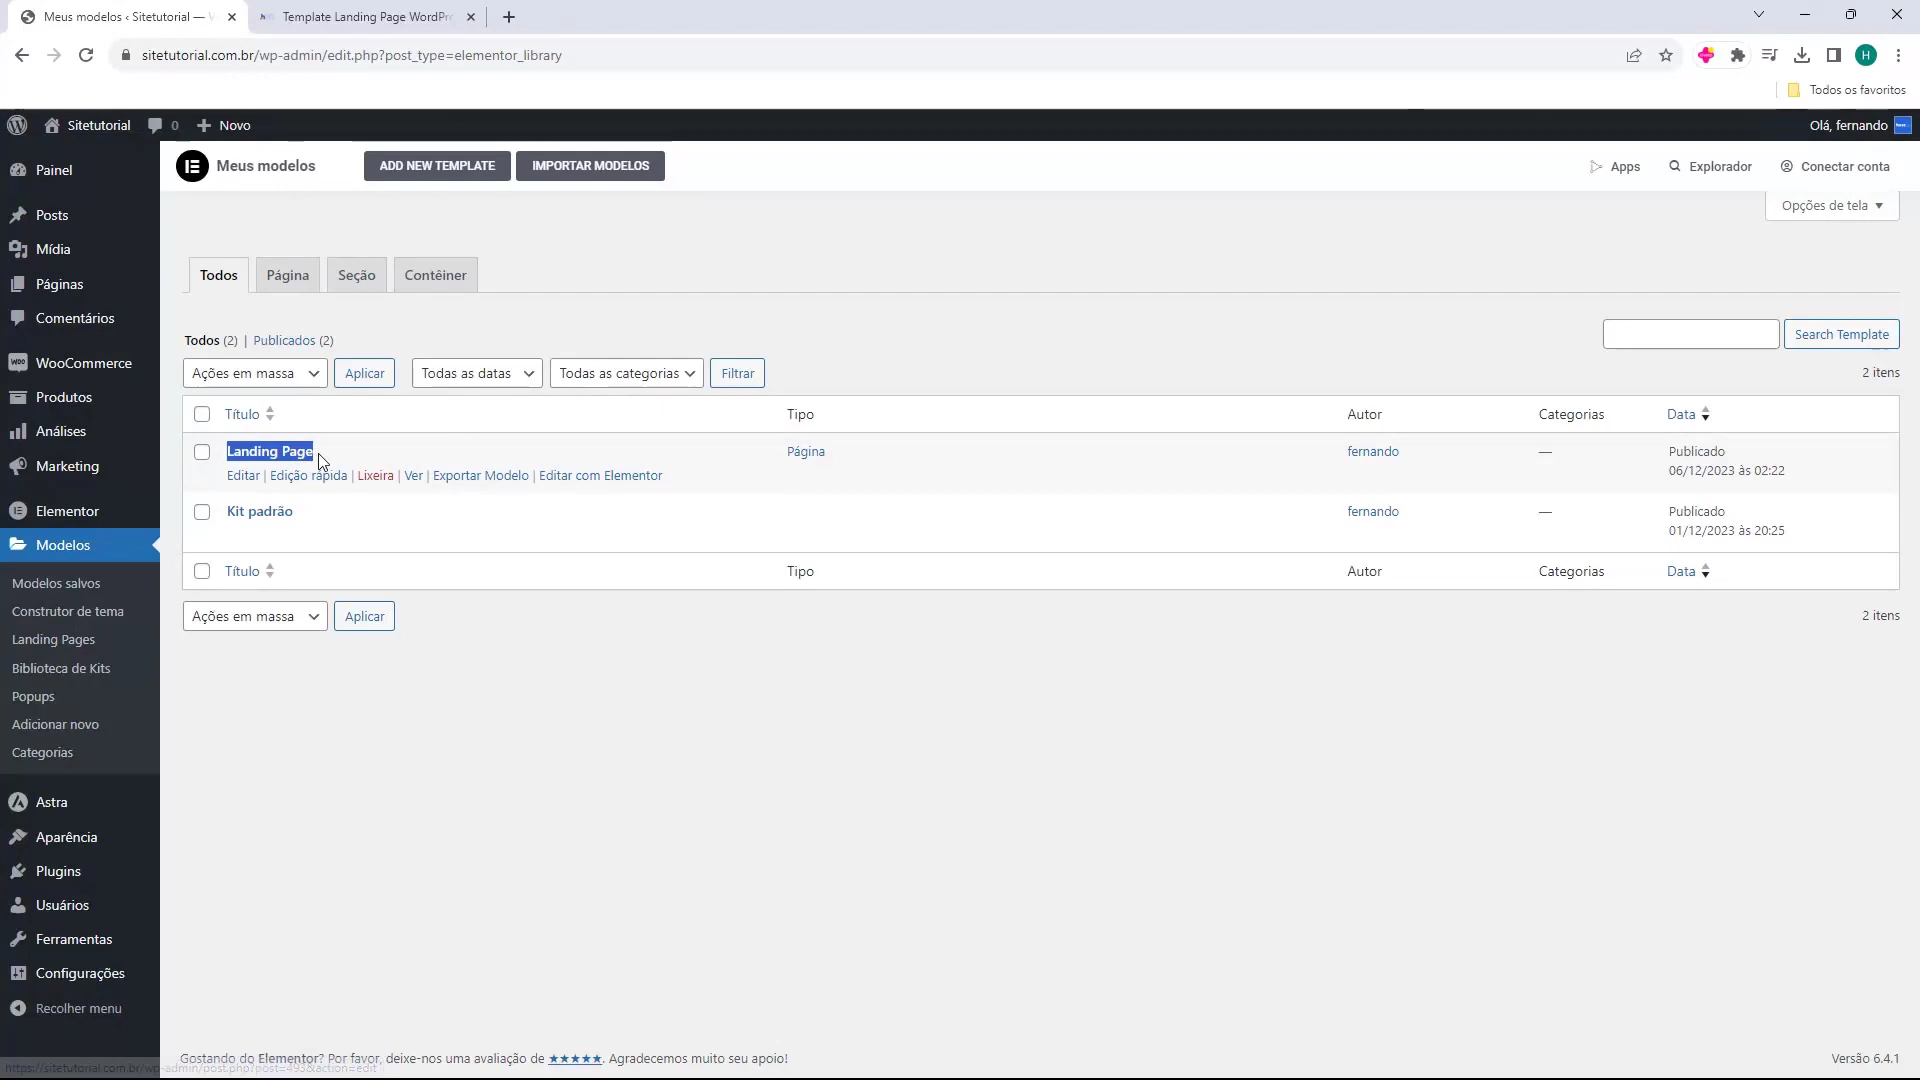 Meus modelos ‹ Sitetutorial —
Template Landing Page WordPr
sitetutorial.com.br/wp-admin/edit.php?post_type=elementor_library
H
Todos os favoritos
Sitetutorial
0
Novo
Olá, fernando
Painel
Posts
Mídia
Páginas
Comentários
WooCommerce
Produtos
Análises
Marketing
Elementor
Modelos
Modelos salvos
Construtor de tema
Landing Pages
Biblioteca de Kits
Popups
Adicionar novo
Categorias
Astra
Aparência
Plugins
Usuários
Ferramentas
Configurações
Recolher menu
Meus modelos
ADD NEW TEMPLATE
IMPORTAR MODELOS
Apps
Explorador
Conectar conta
Opções de tela
Todos
Página
Seção
Contêiner
Todos (2) | Publicados (2)
Search Template
Ações em massa
Aplicar
Todas as datas
Todas as categorias
Filtrar
2 itens
Título
Tipo
Autor
Categorias
Data
Landing Page
Página
fernando
—
Publicado
06/12/2023 às 02:22
Editar | Edição rápida | Lixeira | Ver | Exportar Modelo | Editar com Elementor
Kit padrão
fernando
—
Publicado
01/12/2023 às 20:25
Título
Tipo
Autor
Categorias
Data
Ações em massa
Aplicar
2 itens
Gostando do Elementor? Por favor, deixe-nos uma avaliação de ★★★★★. Agradecemos muito seu apoio!
Versão 6.4.1
https://sitetutorial.com.br/wp-admin/post.php?post=493&action=edit